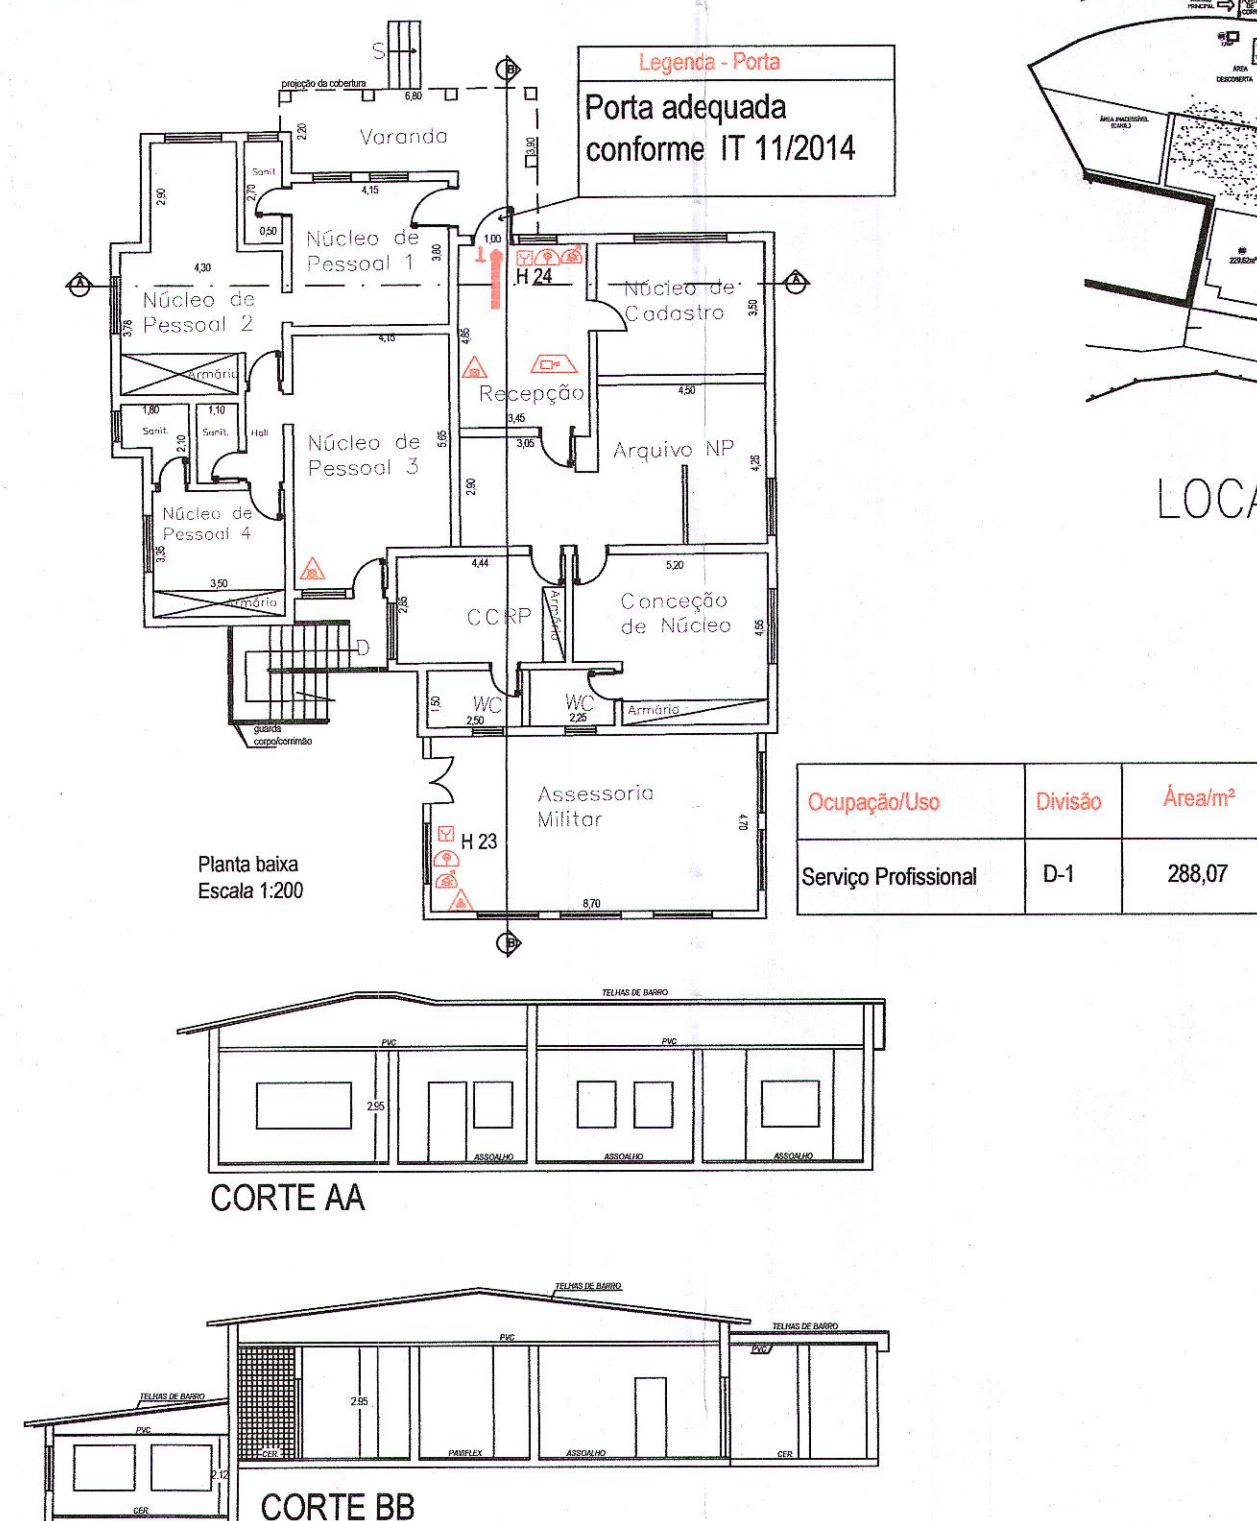 S
projeção da cobertura
6,80
B
Legenda - Porta
Porta adequada
conforme IT 11/2014
2,20
Varanda
3,90
Sanit.
2,70
0,50
2,90
4,15
Núcleo de
Pessoal 1
3,80
1,00
H 24
4,30
A
Núcleo de
Pessoal 2
3,78
Armário
Núcleo de
Cadastro
3,50
A
4,15
4,85
Recepção
3,45
4,50
1,80
Sanit.
2,10
1,10
Sanit.
Hall
Núcleo de
Pessoal 3
5,65
3,05
2,90
Arquivo NP
4,25
Núcleo de
Pessoal 4
3,35
3,50
Armário
4,44
2,85
CCRP
Armário
5,20
Conceção
de Núcleo
4,55
D
1,50
WC
2,50
WC
2,25
Armário
guarda
corpo/corrimão
Assessoria
Militar
4,70
H 23
8,70
B
Planta baixa
Escala 1:200
Ocupação/Uso
Divisão
Área/m²
Serviço Profissional
D-1
288,07
PRINCIPAL
ÁREA
DESCOBERTA
ÁREA INACESSÍVEL
229,62m²
LOCA
TELHAS DE BARRO
PVC
PVC
2.95
ASSOALHO
ASSOALHO
ASSOALHO
CORTE AA
TELHAS DE BARRO
TELHAS DE BARRO
PVC
PVC
TELHAS DE BARRO
PVC
2.95
2.12
CER.
CER.
PAVIFLEX
ASSOALHO
CER
CORTE BB